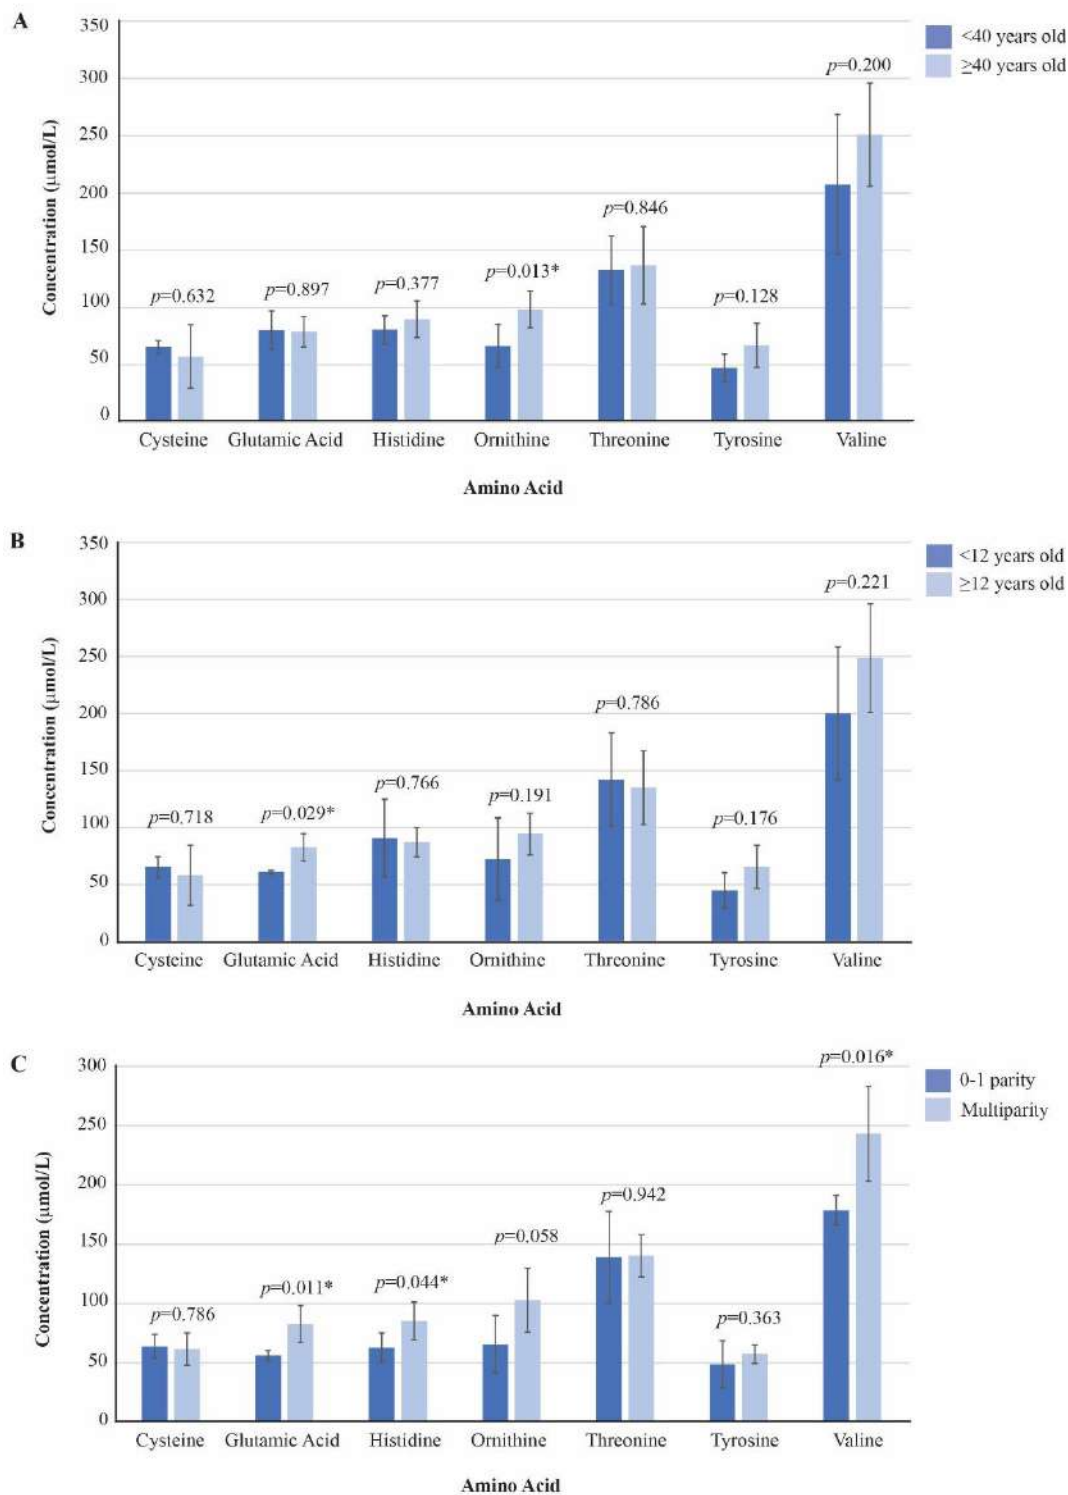 A
350
300
250
200
150
100
50
0
Concentration (µmol/L)
<40 years old
≥40 years old
p=0.632
p=0.897
p=0.377
p=0.013*
p=0.846
p=0.128
p=0.200
Cysteine Glutamic Acid Histidine Ornithine Threonine Tyrosine Valine
Amino Acid
B
350
300
250
200
150
100
50
0
Concentration (µmol/L)
<12 years old
≥12 years old
p=0.718
p=0.029*
p=0.766
p=0.191
p=0.786
p=0.176
p=0.221
Cysteine Glutamic Acid Histidine Ornithine Threonine Tyrosine Valine
Amino Acid
C
300
250
200
150
100
50
0
Concentration (µmol/L)
0-1 parity
Multiparity
p=0.786
p=0.011*
p=0.044*
p=0.058
p=0.942
p=0.363
p=0.016*
Cysteine Glutamic Acid Histidine Ornithine Threonine Tyrosine Valine
Amino Acid